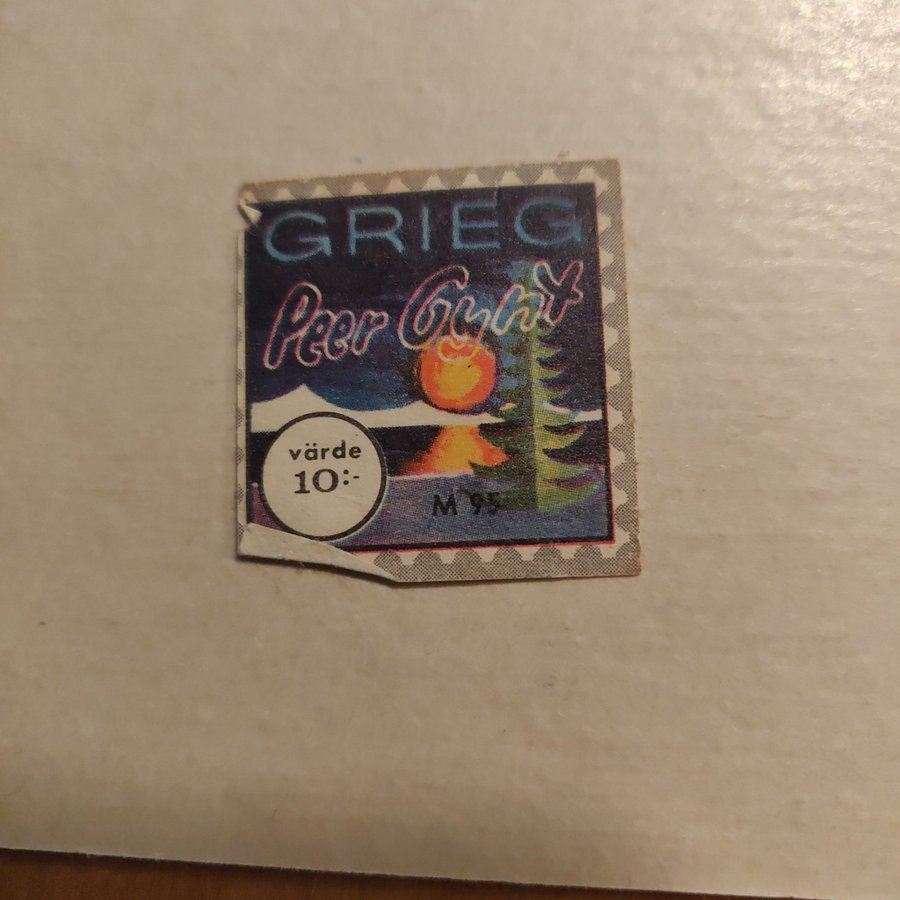 GRIEG
Peer Gynt
värde
10:-
M 95